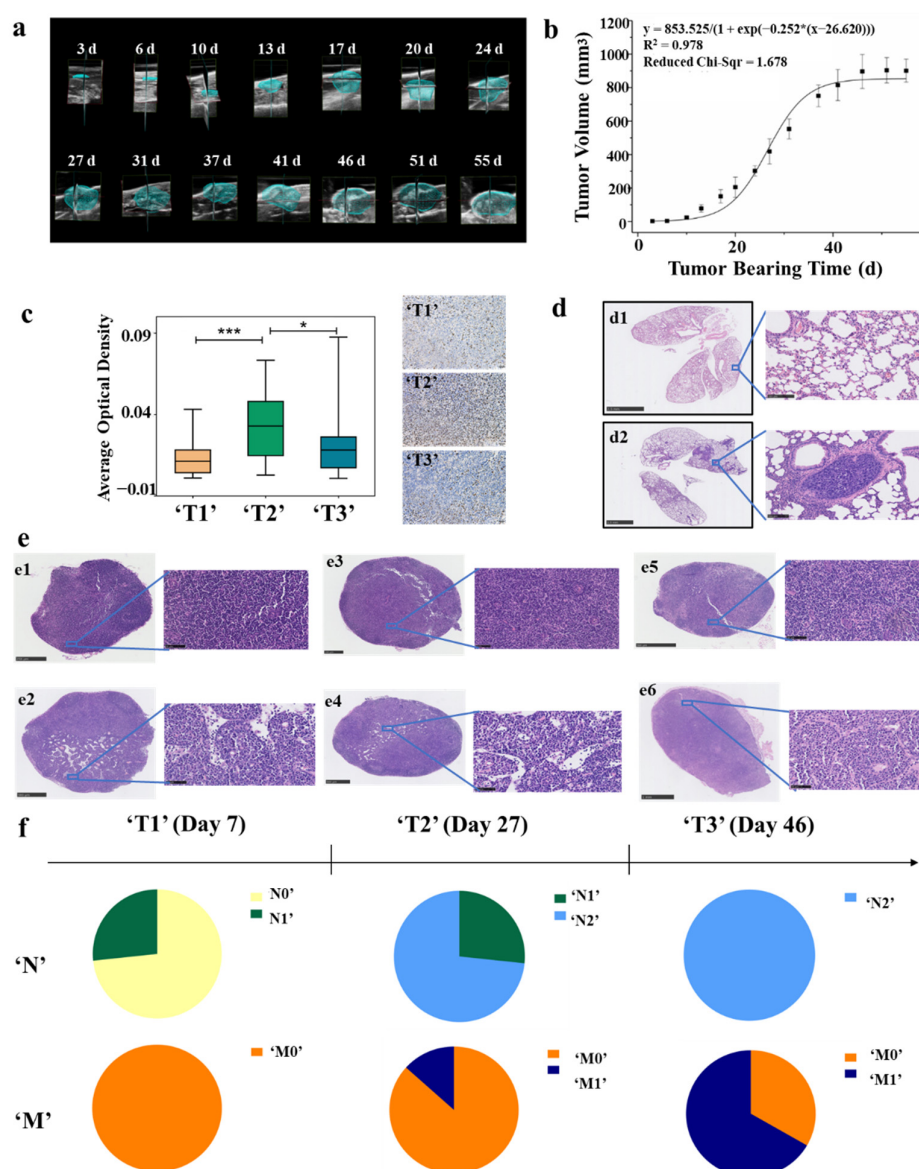 a
3 d 6 d 10 d 13 d 17 d 20 d 24 d
27 d 31 d 37 d 41 d 46 d 51 d 55 d
b
y = 853.525/(1 + exp(−0.252*(x−26.620)))
R² = 0.978
Reduced Chi-Sqr = 1.678
Tumor Volume (mm³)
1000
800
600
400
200
0
0 20 40
Tumor Bearing Time (d)
c
Average Optical Density
0.09
0.04
−0.01
*** *
‘T1’ ‘T2’ ‘T3’
‘T1’
‘T2’
‘T3’
d
d1
d2
e
e1 e3 e5
e2 e4 e6
f
‘T1’ (Day 7) ‘T2’ (Day 27) ‘T3’ (Day 46)
‘N’
N0’
N1’
‘N1’
‘N2’
‘N2’
‘M’
‘M0’
‘M0’
‘M1’
‘M0’
‘M1’